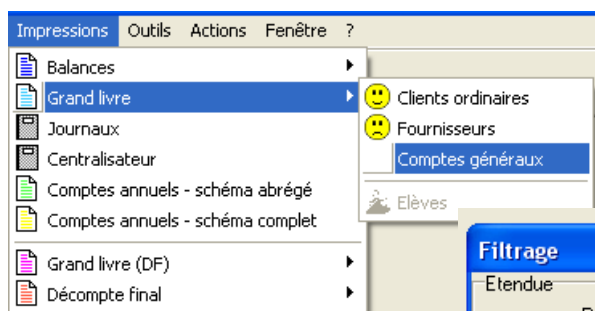 Impressions Outils Actions Fenêtre ?
Balances
Grand livre
Journaux
Centralisateur
Comptes annuels - schéma abrégé
Comptes annuels - schéma complet
Grand livre (DF)
Décompte final
Clients ordinaires
Fournisseurs
Comptes généraux
Elèves
Filtrage
Etendue